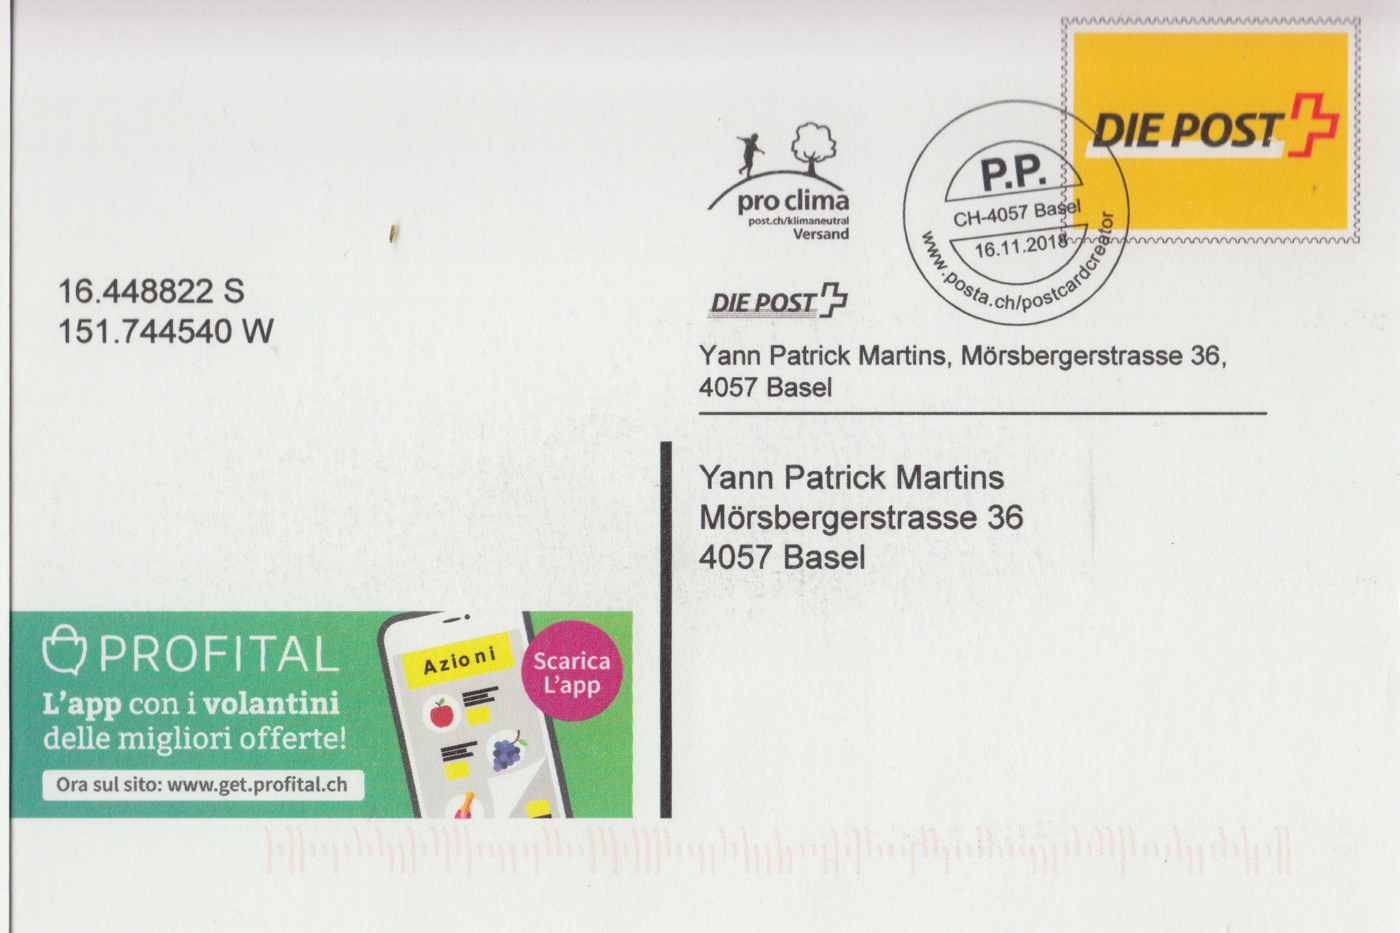 DIE POST
P.P.
CH-4057 Basel
16.11.2018
www.posta.ch/postcardcreator
pro clima
post.ch/klimaneutral
Versand
DIE POST
16.448822 S
151.744540 W
Yann Patrick Martins, Mörsbergerstrasse 36,
4057 Basel
Yann Patrick Martins
Mörsbergerstrasse 36
4057 Basel
PROFITAL
L'app con i volantini
delle migliori offerte!
Ora sul sito: www.get.profital.ch
Azioni
Scarica
L'app